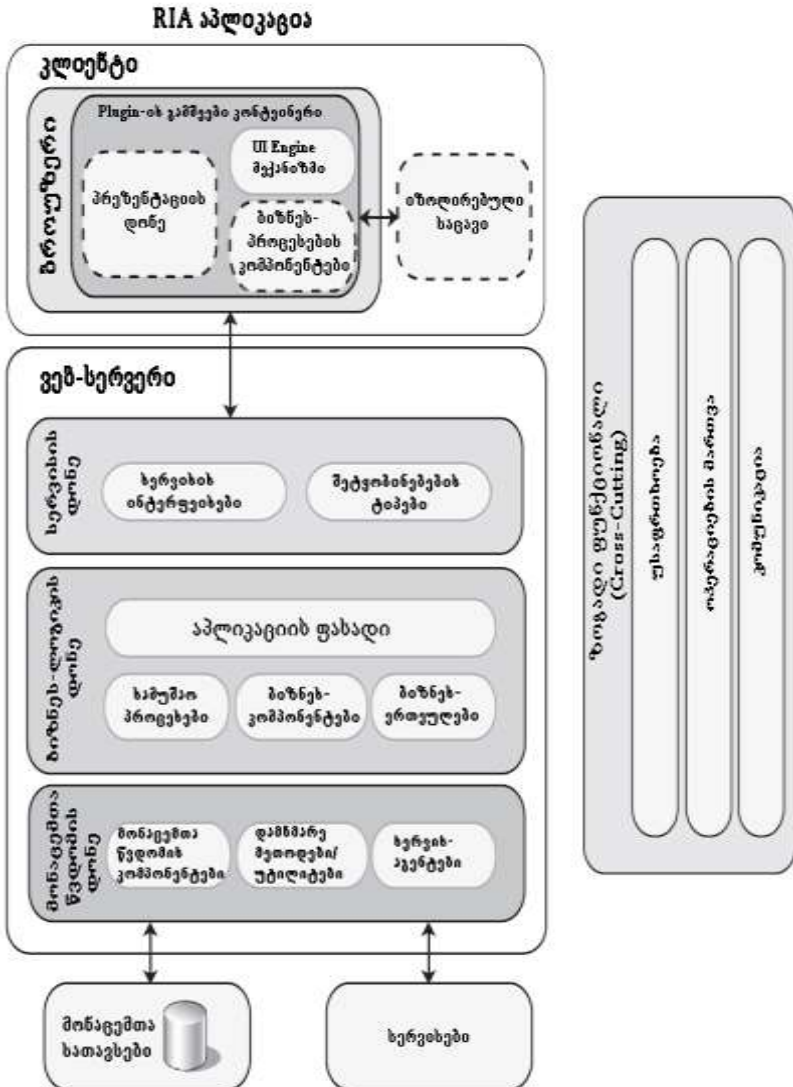 RIA აპლიკაცია
კლიენტი
ბროუზერი
Plugin-ის გამშვები კონტეინერი
პრეზენტაციის
დონე
UI Engine
მექანიზმი
ბიზნეს-
პროცესების
კომპონენტები
იზოლირებული
საცავი
ვებ-სერვერი
სერვისის
დონე
სერვისის
ინტერფეისები
შეტყობინებების
ტიპები
ბიზნეს-ლოგიკის
დონე
აპლიკაციის ფასადი
სამუშაო
პროცესები
ბიზნეს-
კომპონენტები
ბიზნეს-
ერთეულები
მონაცემთა
წვდომის
დონე
მონაცემთა
წვდომის
კომპონენტები
დამხმარე
მეთოდები/
უტილიტები
სერვის-
აგენტები
მონაცემთა
სათავსები
სერვისები
ზოგადი ფუნქციონალი
(Cross-Cutting)
უსაფრთხოება
ოპერაციების მართვა
კომუნიკაცია